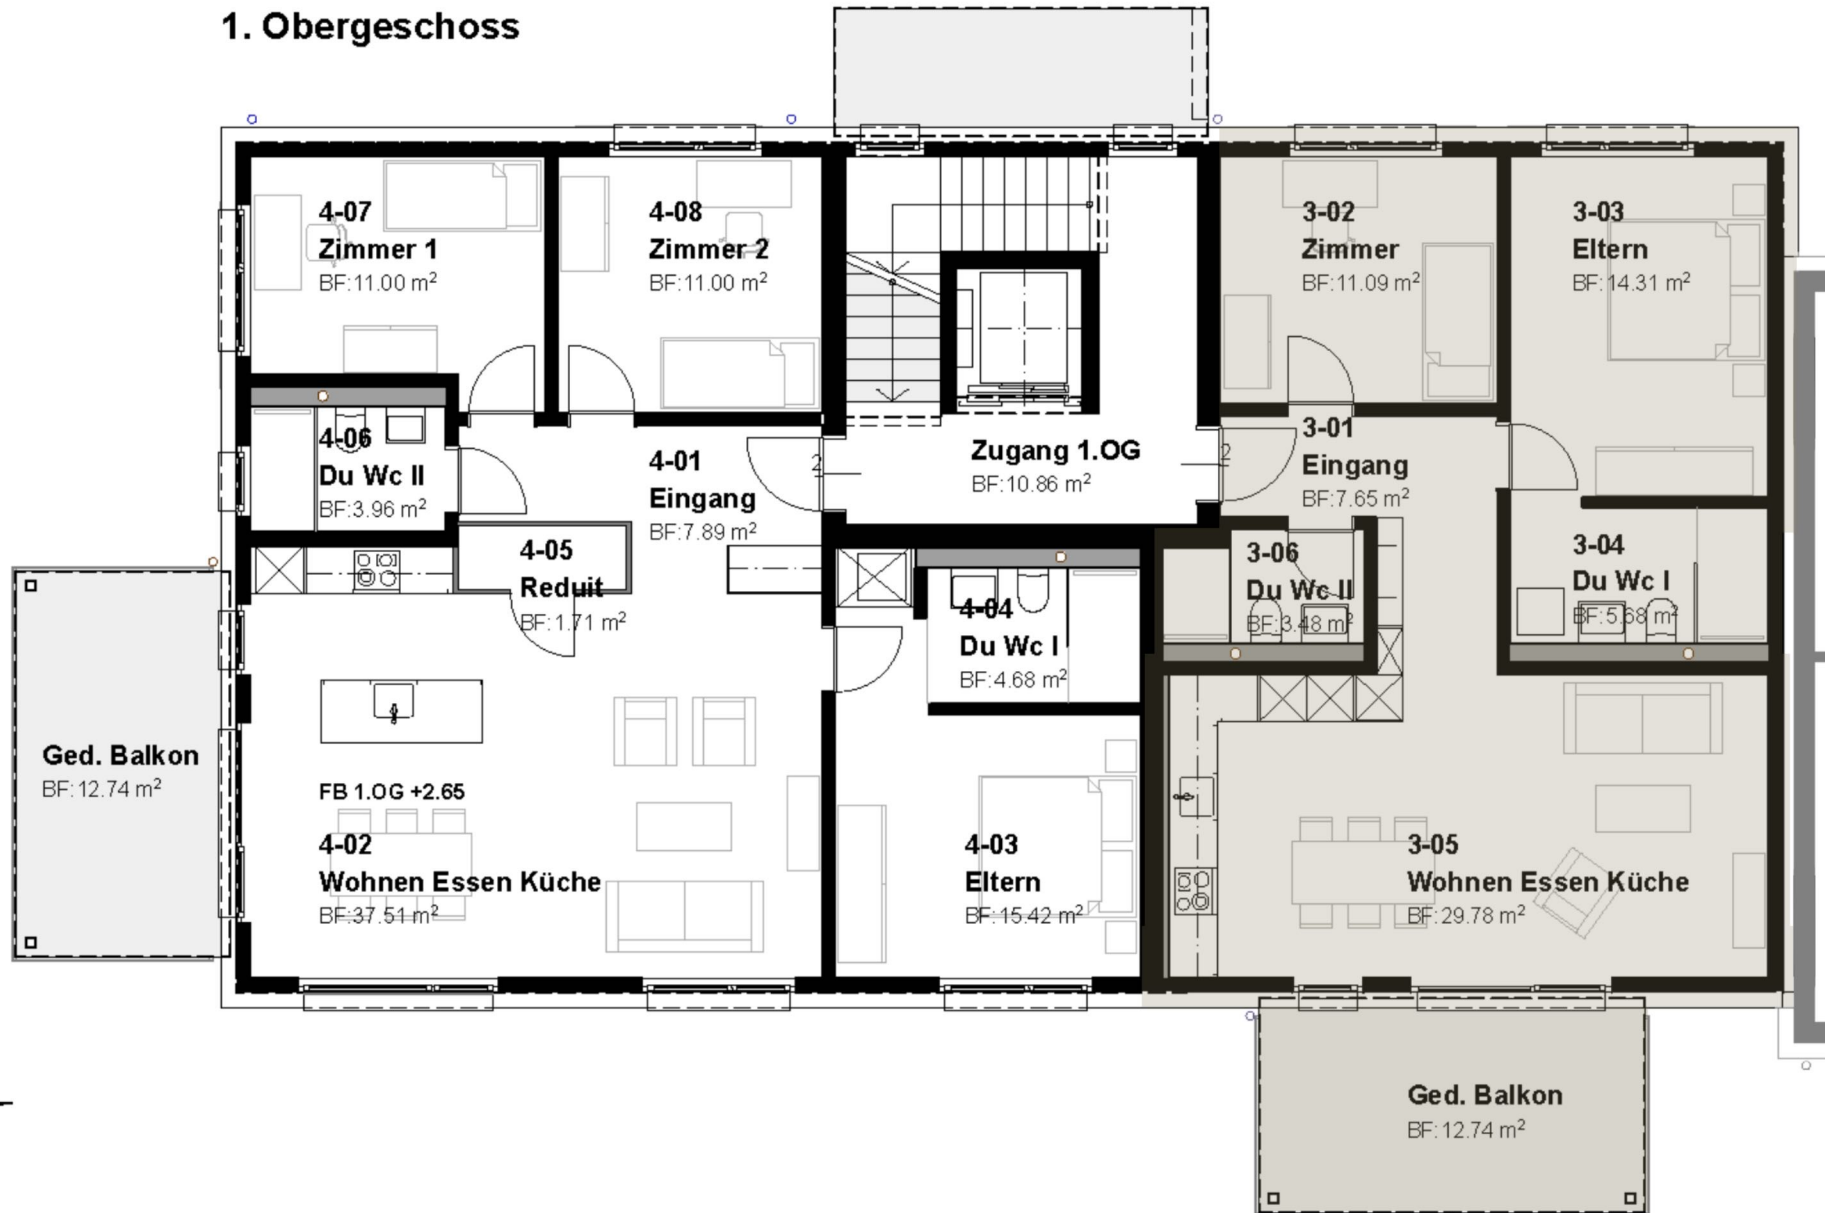 1. Obergeschoss
4-07
Zimmer 1
BF:11.00 m²
4-08
Zimmer 2
BF:11.00 m²
3-02
Zimmer
BF:11.09 m²
3-03
Eltern
BF:14.31 m²
4-06
Du Wc II
BF:3.96 m²
4-01
Eingang
BF:7.89 m²
2
Zugang 1.OG
BF:10.86 m²
2
3-01
Eingang
BF:7.65 m²
4-05
Reduit
BF:1.71 m²
4-04
Du Wc I
BF:4.68 m²
3-06
Du Wc II
BF:3.48 m²
3-04
Du Wc I
BF:5.68 m²
Ged. Balkon
BF:12.74 m²
FB 1.OG +2.65
4-02
Wohnen Essen Küche
BF:37.51 m²
4-03
Eltern
BF:15.42 m²
3-05
Wohnen Essen Küche
BF:29.78 m²
Ged. Balkon
BF:12.74 m²